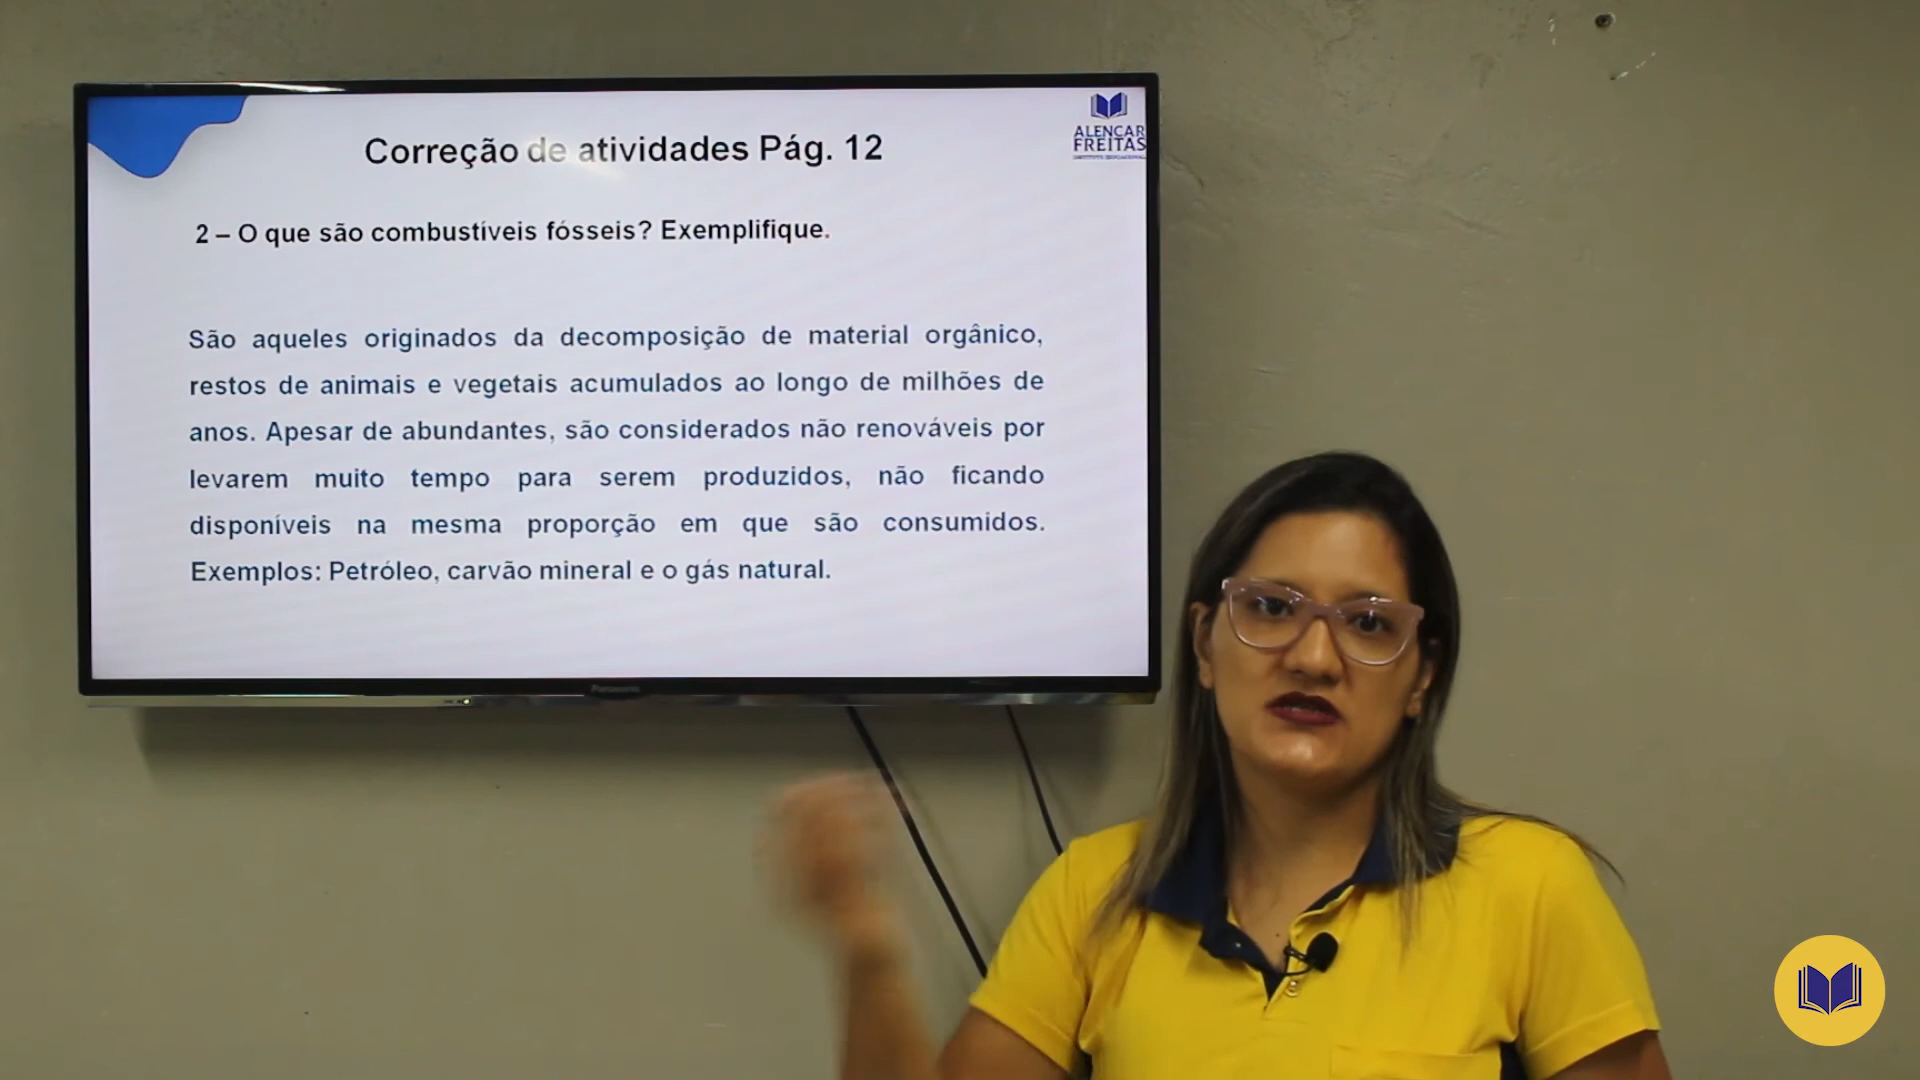 ALENCAR
FREITAS
Correção de atividades Pág. 12
2 – O que são combustíveis fósseis? Exemplifique.
São aqueles originados da decomposição de material orgânico,
restos de animais e vegetais acumulados ao longo de milhões de
anos. Apesar de abundantes, são considerados não renováveis por
levarem muito tempo para serem produzidos, não ficando
disponíveis na mesma proporção em que são consumidos.
Exemplos: Petróleo, carvão mineral e o gás natural.
Panasonic